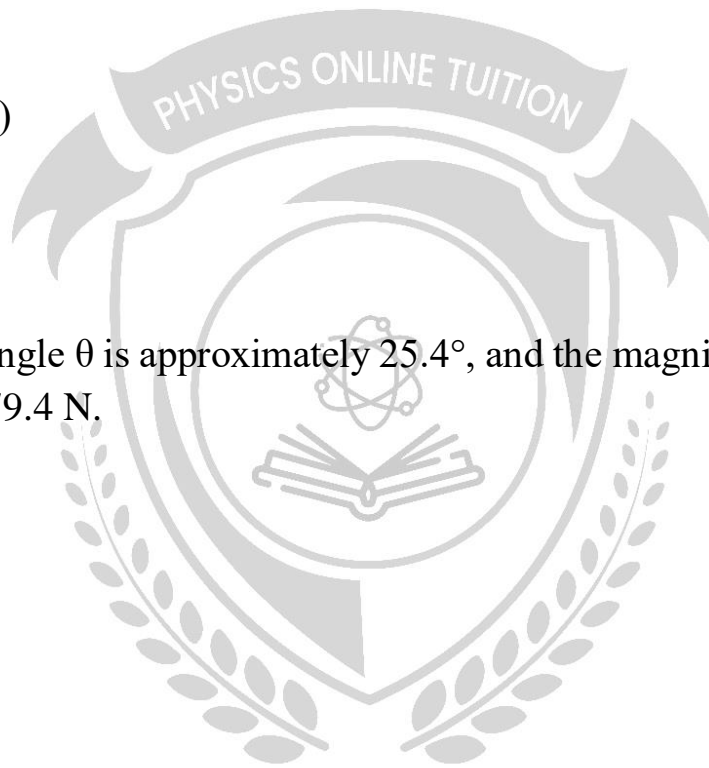 PHYSICS ONLINE TUITION
)
ngle θ is approximately 25.4°, and the magni
9.4 N.